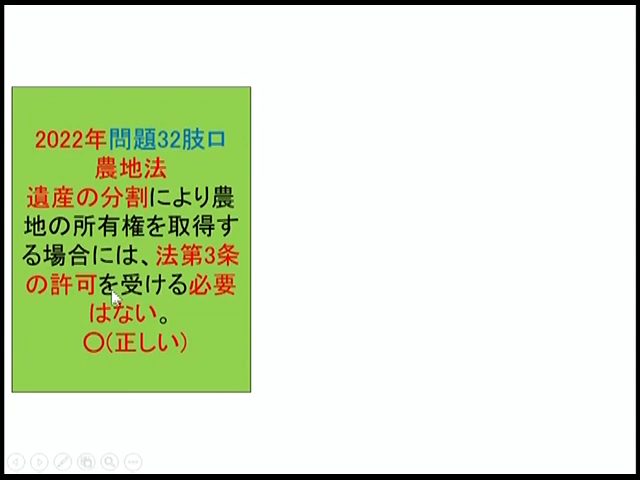 2022年問題32肢ロ
農地法
遺産の分割により農
地の所有権を取得す
る場合には、法第3条
の許可を受ける必要
はない。
〇(正しい)